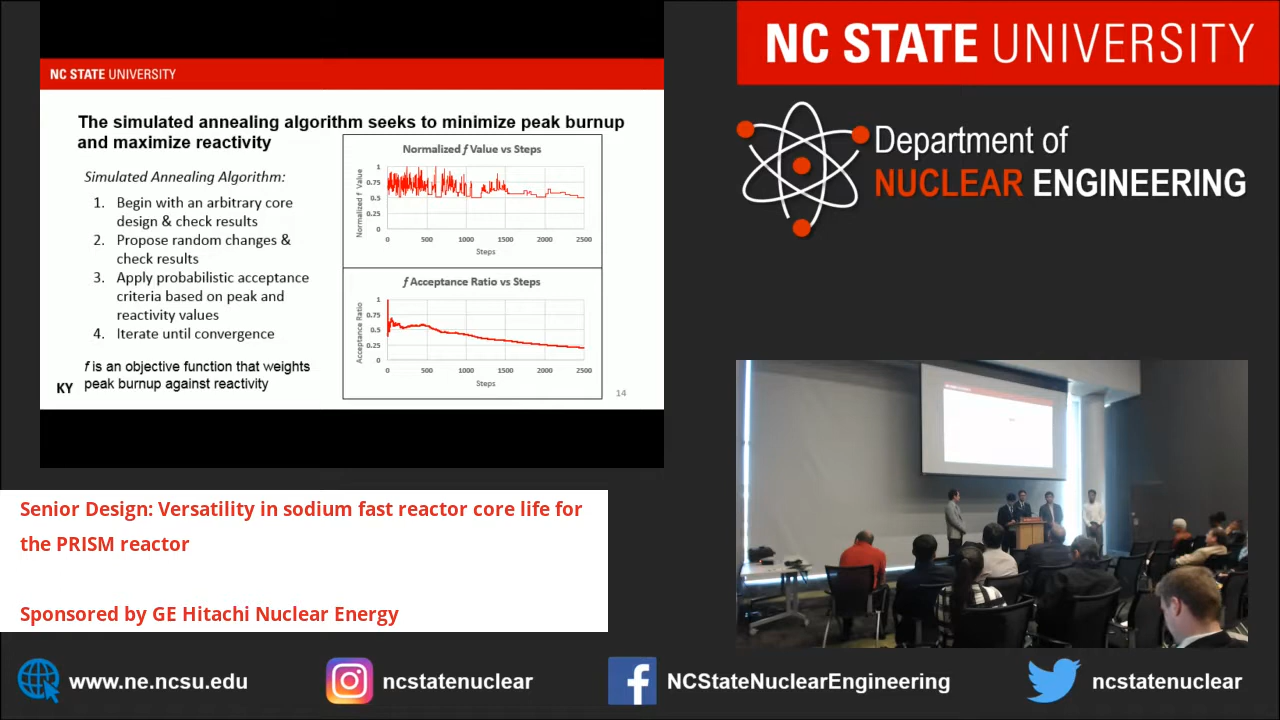 NC STATE UNIVERSITY
The simulated annealing algorithm seeks to minimize peak burnup
and maximize reactivity
Simulated Annealing Algorithm:
1. Begin with an arbitrary core
design & check results
2. Propose random changes &
check results
3. Apply probabilistic acceptance
criteria based on peak and
reactivity values
4. Iterate until convergence
f is an objective function that weights
peak burnup against reactivity
KY
Normalized f Value vs Steps
Normalized f Value
1
0.75
0.5
0.25
0
0 500 1000 1500 2000 2500
Steps
f Acceptance Ratio vs Steps
Acceptance Ratio
1
0.75
0.5
0.25
0
0 500 1000 1500 2000 2500
Steps
14
NC STATE UNIVERSITY
Department of
NUCLEAR ENGINEERING
Senior Design: Versatility in sodium fast reactor core life for
the PRISM reactor
Sponsored by GE Hitachi Nuclear Energy
www.ne.ncsu.edu
ncstatenuclear
NCStateNuclearEngineering
ncstatenuclear